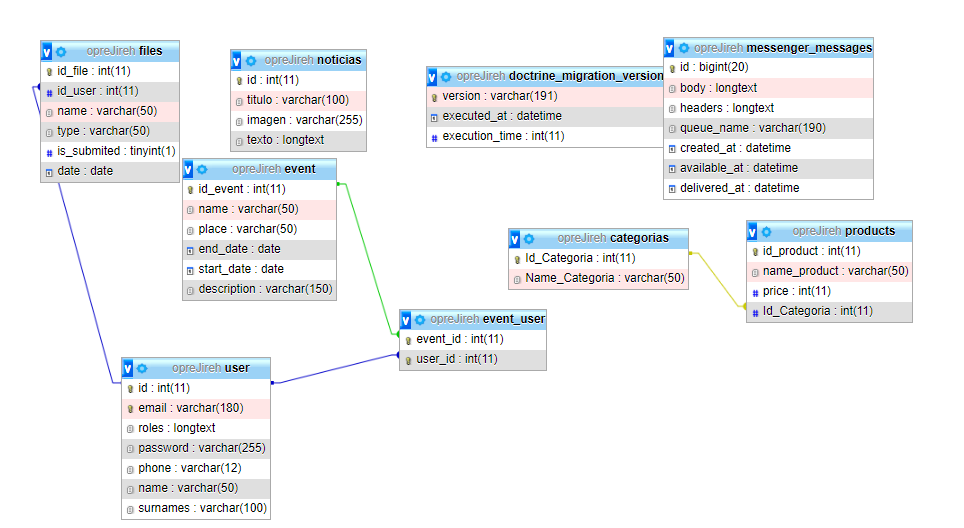 opreJireh files
id_file : int(11)
id_user : int(11)
name : varchar(50)
type : varchar(50)
is_submited : tinyint(1)
date : date
opreJireh noticias
id : int(11)
titulo : varchar(100)
imagen : varchar(255)
texto : longtext
opreJireh doctrine_migration_version
version : varchar(191)
executed_at : datetime
execution_time : int(11)
opreJireh messenger_messages
id : bigint(20)
body : longtext
headers : longtext
queue_name : varchar(190)
created_at : datetime
available_at : datetime
delivered_at : datetime
opreJireh event
id_event : int(11)
name : varchar(50)
place : varchar(50)
end_date : date
start_date : date
description : varchar(150)
opreJireh categorias
Id_Categoria : int(11)
Name_Categoria : varchar(50)
opreJireh products
id_product : int(11)
name_product : varchar(50)
price : int(11)
Id_Categoria : int(11)
opreJireh event_user
event_id : int(11)
user_id : int(11)
opreJireh user
id : int(11)
email : varchar(180)
roles : longtext
password : varchar(255)
phone : varchar(12)
name : varchar(50)
surnames : varchar(100)